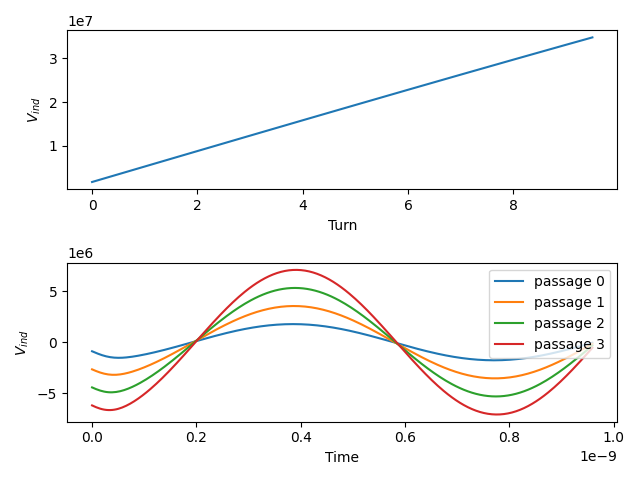 1e7
3
2
1
V_ind
0 2 4 6 8
Turn
1e6
5
0
−5
V_ind
passage 0
passage 1
passage 2
passage 3
0.0 0.2 0.4 0.6 0.8 1.0
1e−9
Time